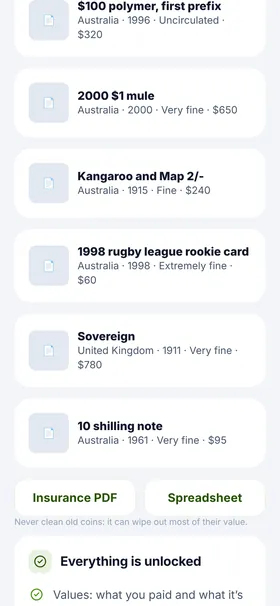 $100 polymer, first prefix
Australia · 1996 · Uncirculated ·
$320
2000 $1 mule
Australia · 2000 · Very fine · $650
Kangaroo and Map 2/-
Australia · 1915 · Fine · $240
1998 rugby league rookie card
Australia · 1998 · Extremely fine ·
$60
Sovereign
United Kingdom · 1911 · Very fine ·
$780
10 shilling note
Australia · 1961 · Very fine · $95
Insurance PDF
Spreadsheet
Never clean old coins: it can wipe out most of their value.
Everything is unlocked
Values: what you paid and what it's